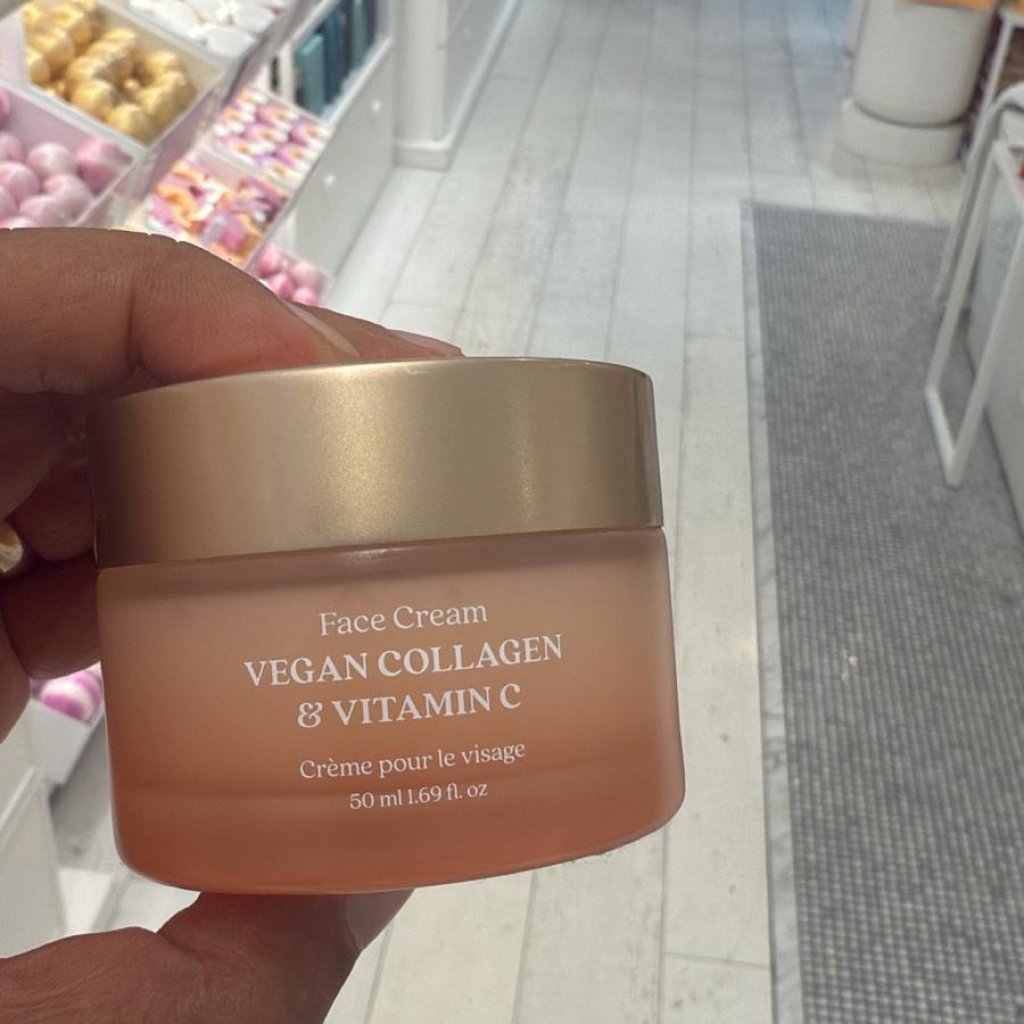 Face Cream
VEGAN COLLAGEN
& VITAMIN C
Crème pour le visage
50 ml 1.69 fl. oz